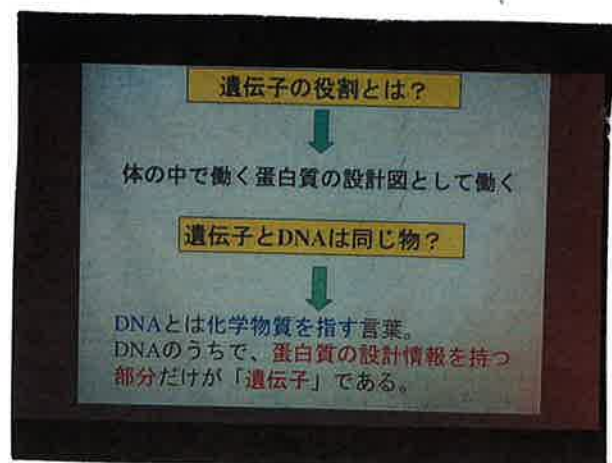 遺伝子の役割とは？
体の中で働く蛋白質の設計図として働く
遺伝子とDNAは同じ物？
DNAとは化学物質を指す言葉。
DNAのうちで、蛋白質の設計情報を持つ
部分だけが「遺伝子」である。